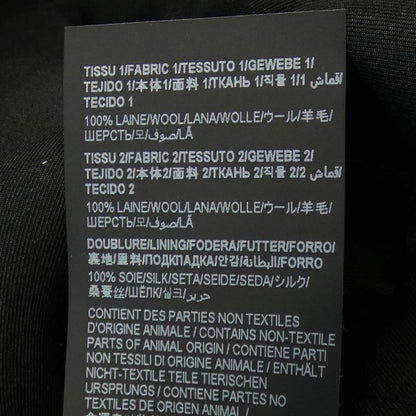 TISSU 1/FABRIC 1/TESSUTO 1/GEWEBE 1/
TEJIDO 1/本体1/面料 1/ТКАНЬ 1/직물 1/قماش 1/
TECIDO 1
100% LAINE/WOOL/LANA/WOLLE/ウール/羊毛/
ШЕРСТЬ/모/صوف/LÃ
TISSU 2/FABRIC 2/TESSUTO 2/GEWEBE 2/
TEJIDO 2/本体2/面料 2/ТКАНЬ 2/직물 2/قماش 2/
TECIDO 2
100% LAINE/WOOL/LANA/WOLLE/ウール/羊毛/
ШЕРСТЬ/모/صوف/LÃ
DOUBLURE/LINING/FODERA/FUTTER/FORRO/
裏地/里料/ПОДКЛАДКА/안감/البطانة/FORRO
100% SOIE/SILK/SETA/SEIDE/SEDA/シルク/
桑蚕丝/ШЁЛК/실크/حرير
CONTIENT DES PARTIES NON TEXTILES
D'ORIGINE ANIMALE / CONTAINS NON-TEXTILE
PARTS OF ANIMAL ORIGIN / CONTIENE PARTI
NON TESSILI DI ORIGINE ANIMALE / ENTHÄLT
NICHT-TEXTILE TEILE TIERISCHEN
URSPRUNGS / CONTIENE PARTES NO
TEXTILES DE ORIGEN ANIMAL /